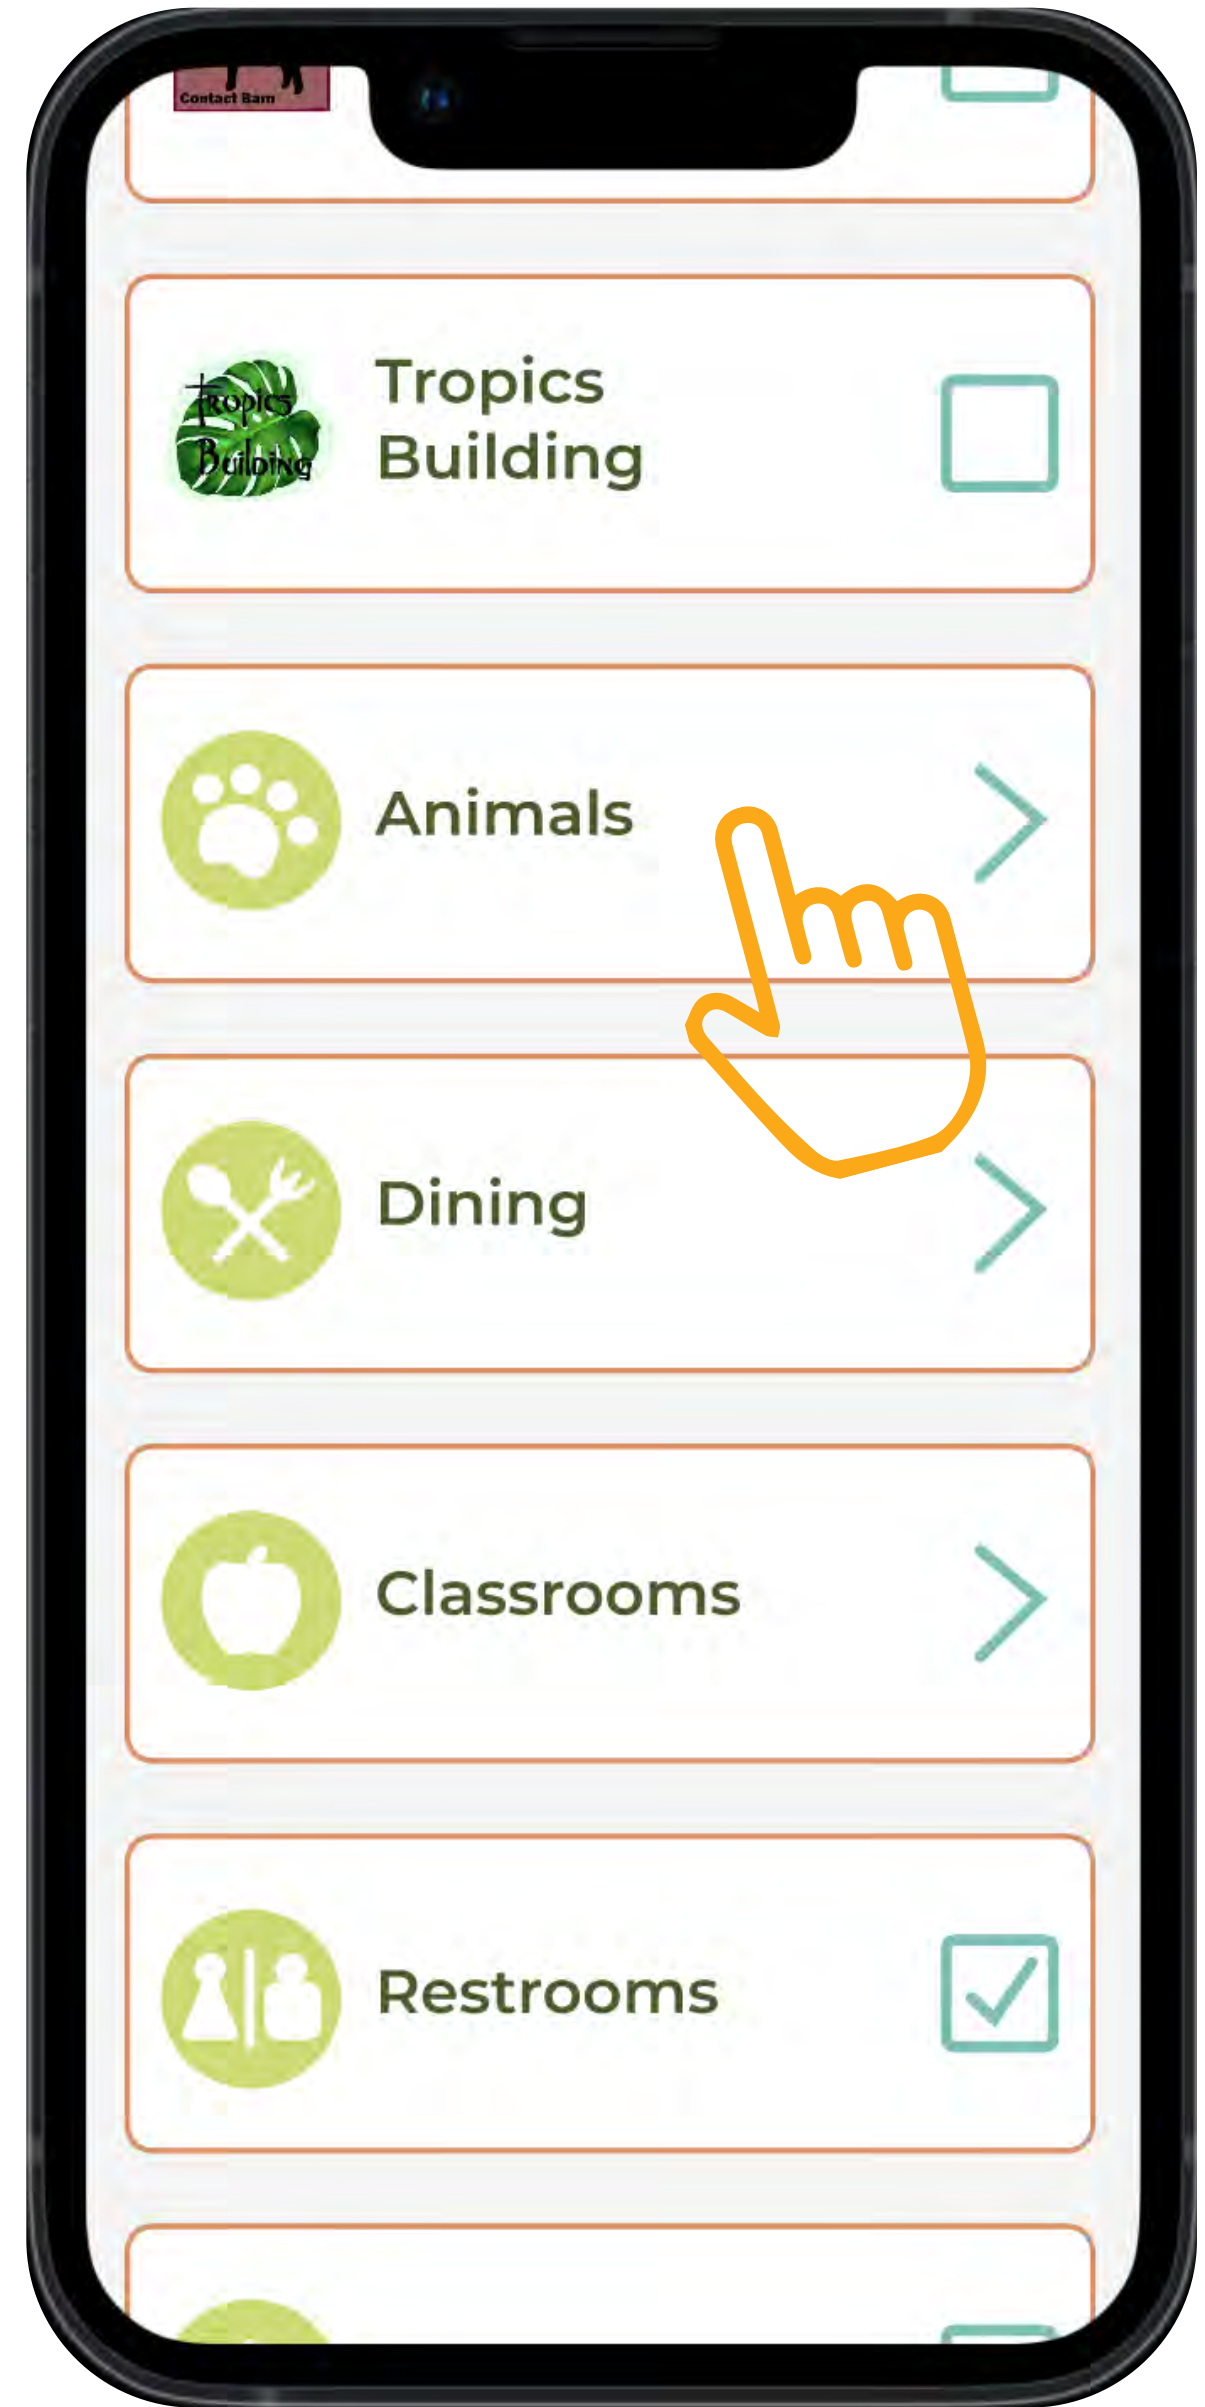 Contact Barn
Tropics
Building
Tropics
Building
Animals
Dining
Classrooms
Restrooms